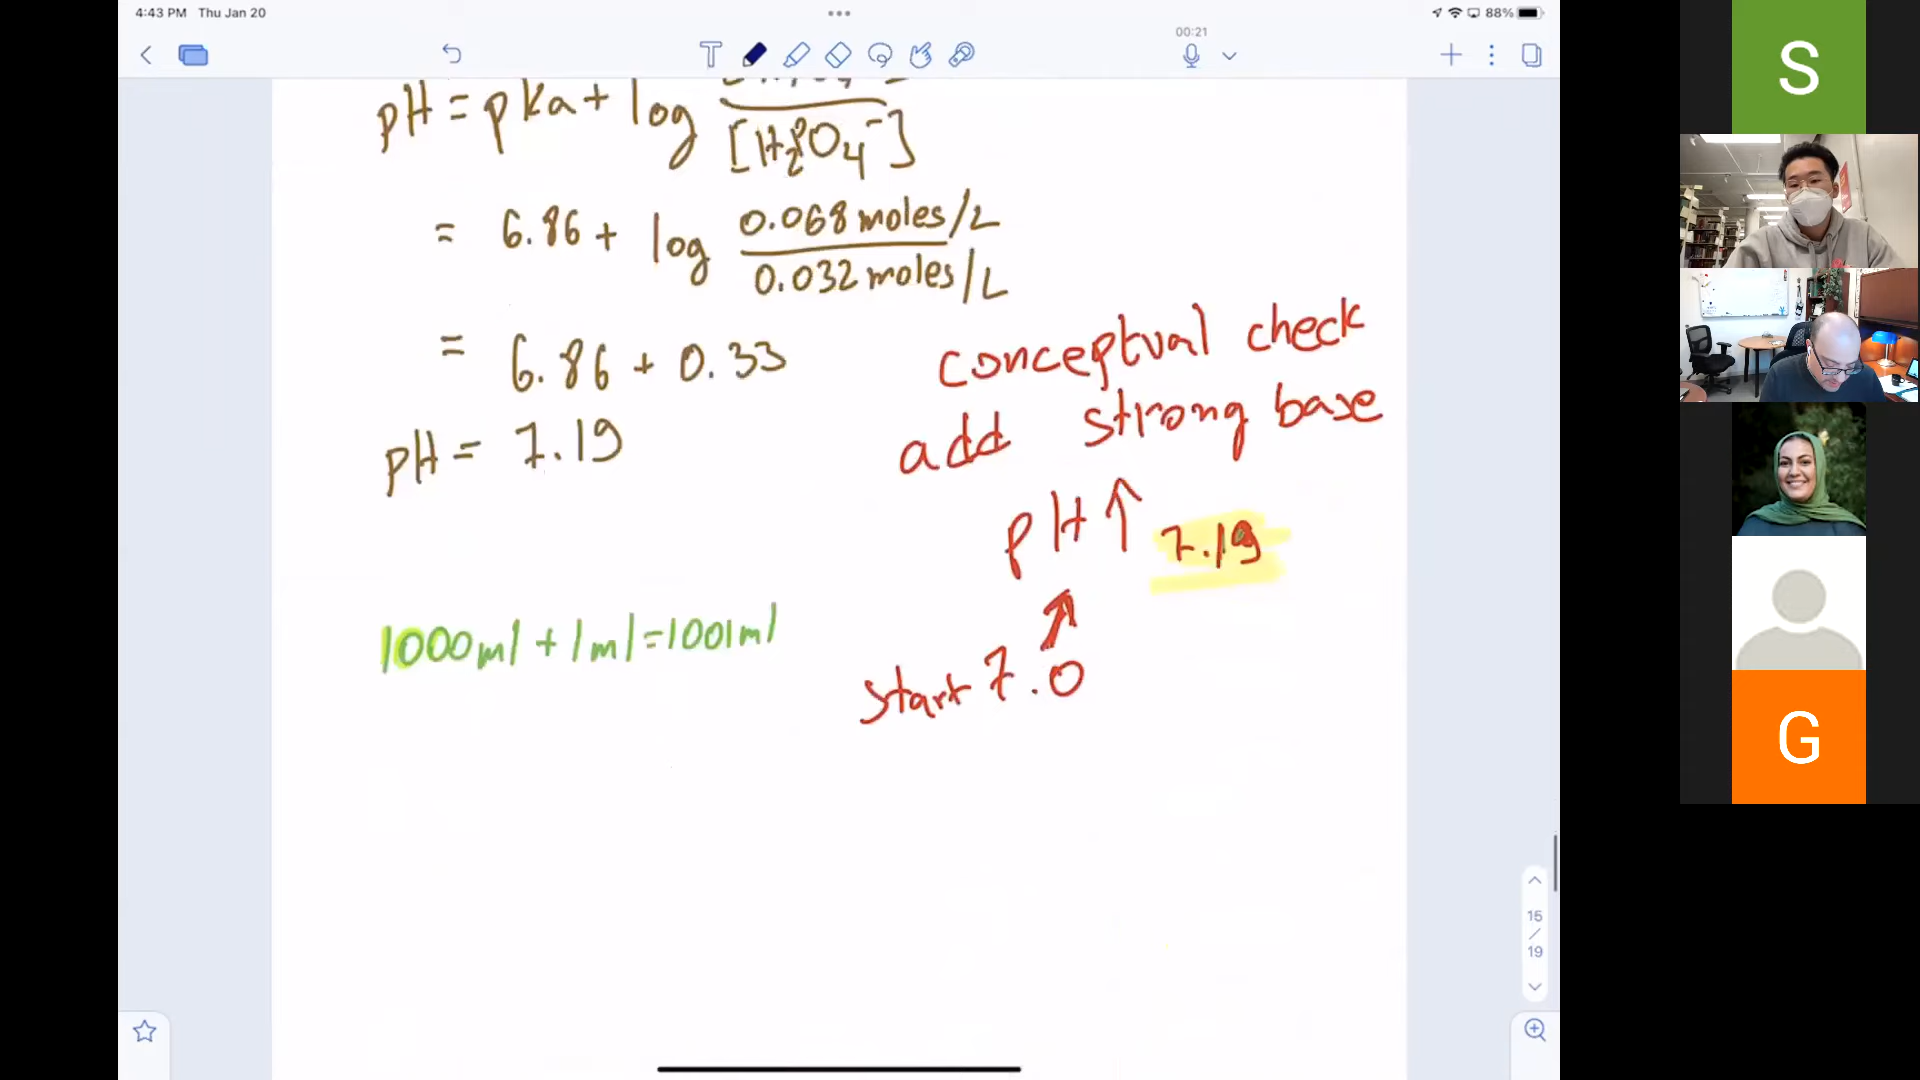 4:43 PM Thu Jan 20
88%
00:21
pH = pKa + log
[H2PO4-]
= 6.86 + log 0.068 moles/L
0.032 moles/L
= 6.86 + 0.33
pH = 7.19
conceptual check
add strong base
pH ↑ 7.19
start 7.0
1000ml + 1ml = 1001ml
15
/
19
S
G